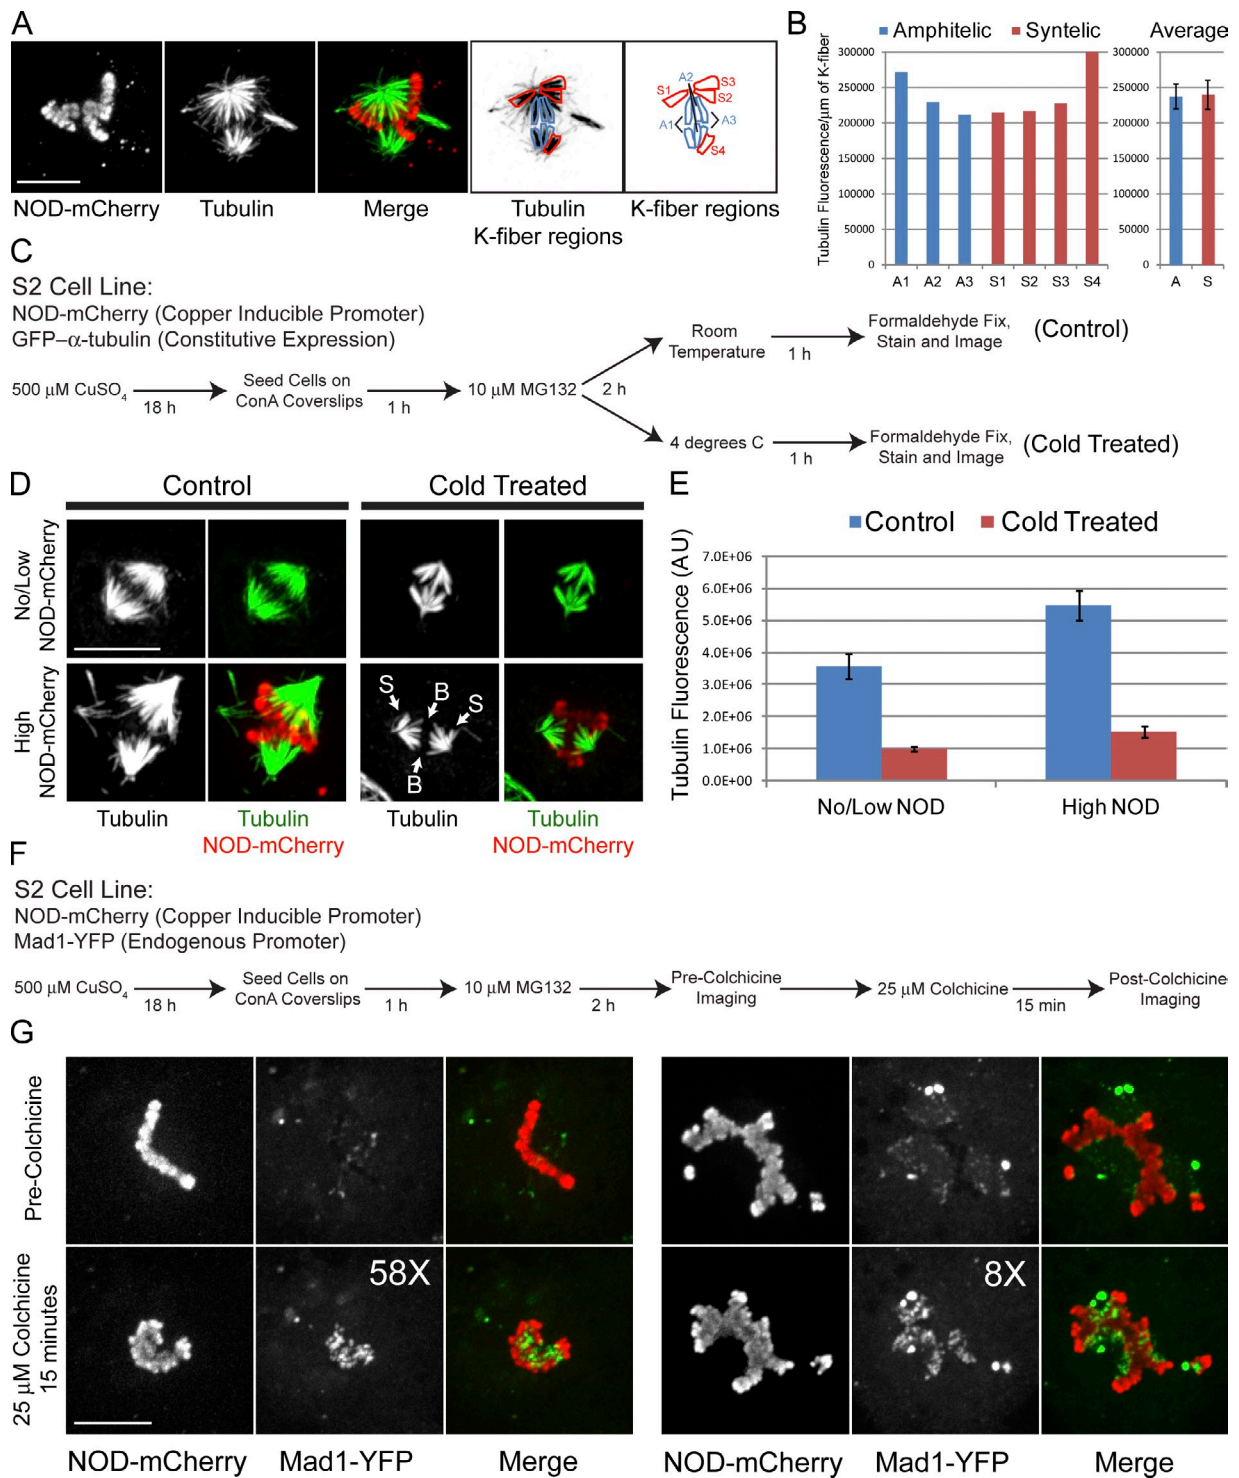 A
NOD-mCherry
Tubulin
Merge
Tubulin
K-fiber regions
K-fiber regions
A2
S3
S1
S2
A1
A3
S4
B
Amphitelic
Syntelic
Average
Tubulin Fluorescence/μm of K-fiber
300000
250000
200000
150000
100000
50000
0
A1 A2 A3 S1 S2 S3 S4
300000
250000
200000
150000
100000
50000
0
A S
C
S2 Cell Line:
NOD-mCherry (Copper Inducible Promoter)
GFP–α-tubulin (Constitutive Expression)
500 μM CuSO₄
18 h
Seed Cells on
ConA Coverslips
1 h
10 μM MG132
2 h
Room
Temperature
1 h
Formaldehyde Fix,
Stain and Image
(Control)
4 degrees C
1 h
Formaldehyde Fix,
Stain and Image
(Cold Treated)
D
Control
Cold Treated
No/Low
NOD-mCherry
High
NOD-mCherry
S
B
S
B
Tubulin
Tubulin
NOD-mCherry
Tubulin
Tubulin
NOD-mCherry
E
Control
Cold Treated
Tubulin Fluorescence (AU)
7.0E+06
6.0E+06
5.0E+06
4.0E+06
3.0E+06
2.0E+06
1.0E+06
0.0E+00
No/Low NOD
High NOD
F
S2 Cell Line:
NOD-mCherry (Copper Inducible Promoter)
Mad1-YFP (Endogenous Promoter)
500 μM CuSO₄
18 h
Seed Cells on
ConA Coverslips
1 h
10 μM MG132
2 h
Pre-Colchicine
Imaging
25 μM Colchicine
15 min
Post-Colchicine
Imaging
G
Pre-Colchicine
25 μM Colchicine
15 minutes
58X
8X
NOD-mCherry
Mad1-YFP
Merge
NOD-mCherry
Mad1-YFP
Merge